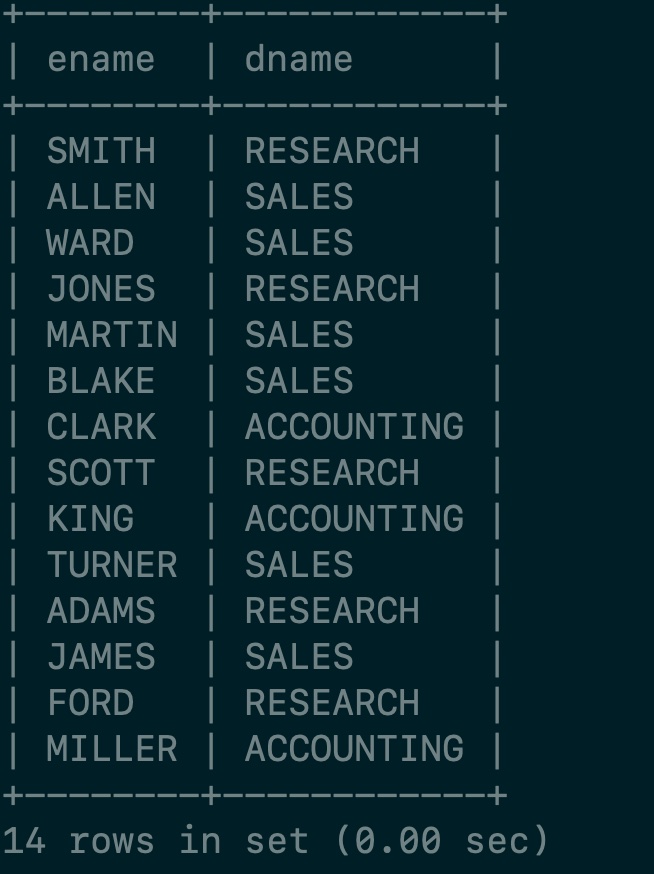 +--------+------------+
| ename  | dname      |
+--------+------------+
| SMITH  | RESEARCH   |
| ALLEN  | SALES      |
| WARD   | SALES      |
| JONES  | RESEARCH   |
| MARTIN | SALES      |
| BLAKE  | SALES      |
| CLARK  | ACCOUNTING |
| SCOTT  | RESEARCH   |
| KING   | ACCOUNTING |
| TURNER | SALES      |
| ADAMS  | RESEARCH   |
| JAMES  | SALES      |
| FORD   | RESEARCH   |
| MILLER | ACCOUNTING |
+--------+------------+
14 rows in set (0.00 sec)